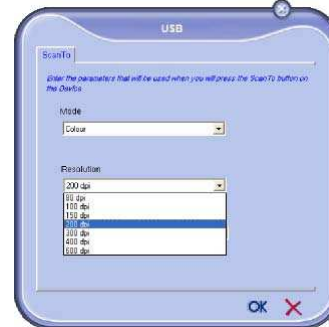 USB
ScanTo
Enter the parameters that will be used when you will press the ScanTo button on
the Device.
Mode
Colour
Resolution
200 dpi
80 dpi
100 dpi
150 dpi
200 dpi
300 dpi
400 dpi
600 dpi
OK